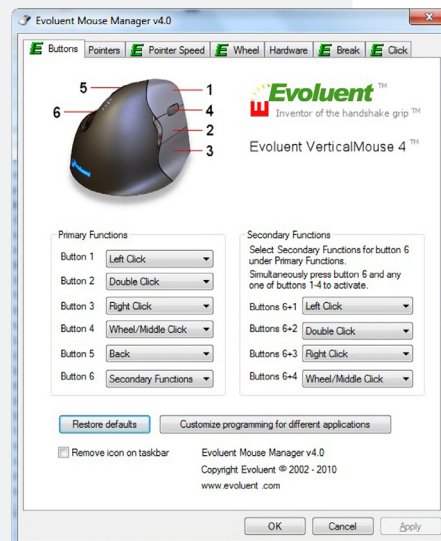 Evoluent Mouse Manager v4.0
Buttons Pointers Pointer Speed Wheel Hardware Break Click
5
6
1
4
2
3
Evoluent
Evoluent ™
Inventor of the handshake grip ™
Evoluent VerticalMouse 4 ™
Primary Functions
Button 1 Left Click
Button 2 Double Click
Button 3 Right Click
Button 4 Wheel/Middle Click
Button 5 Back
Button 6 Secondary Functions
Secondary Functions
Select Secondary Functions for button 6
under Primary Functions.
Simultaneously press button 6 and any
one of buttons 1-4 to activate.
Buttons 6+1 Left Click
Buttons 6+2 Double Click
Buttons 6+3 Right Click
Buttons 6+4 Wheel/Middle Click
Restore defaults Customize programming for different applications
Remove icon on taskbar
Evoluent Mouse Manager v4.0
Copyright Evoluent © 2002 - 2010
www.evoluent .com
OK Cancel Apply